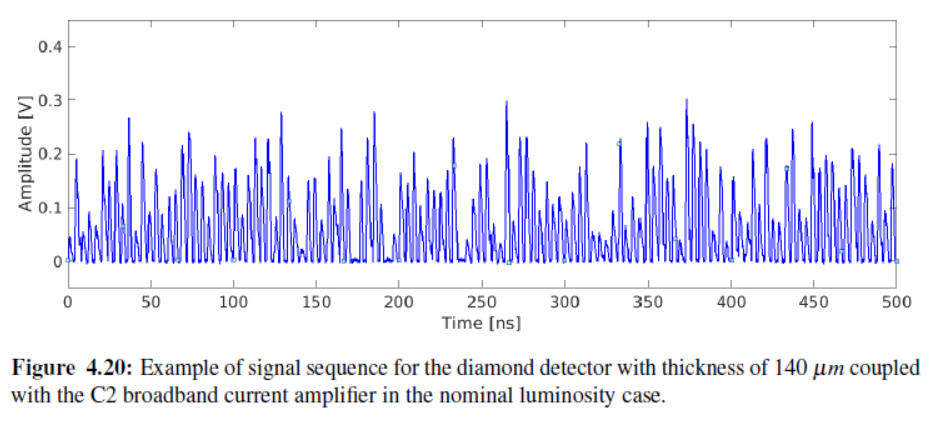 0.4
0.3
0.2
0.1
0
Amplitude [V]
0 50 100 150 200 250 300 350 400 450 500
Time [ns]
Figure 4.20: Example of signal sequence for the diamond detector with thickness of 140 μm coupled
with the C2 broadband current amplifier in the nominal luminosity case.